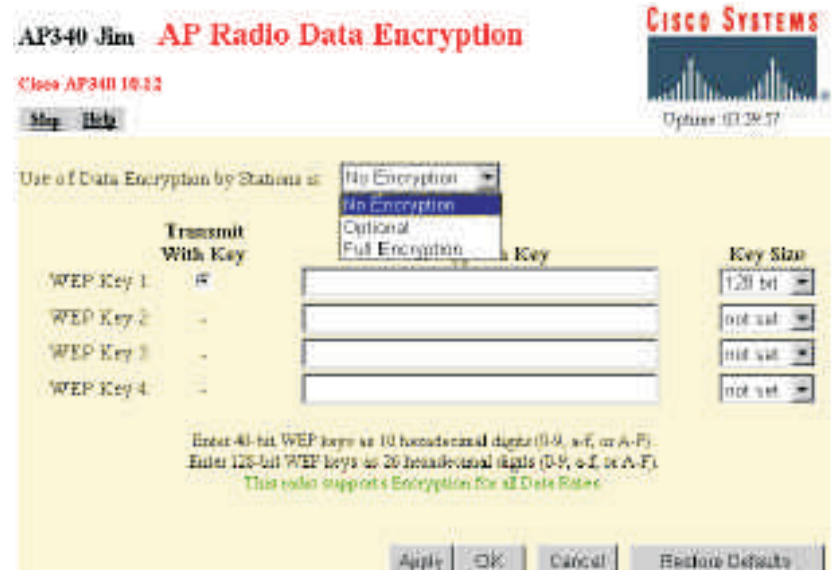 AP340 Jim AP Radio Data Encryption
CISCO SYSTEMS
Cisco AP340 10.12
Map Help
Uptime: 03:39:57
Use of Data Encryption by Stations is: No Encryption
No Encryption
Optional
Full Encryption
Transmit
With Key
Key
Key Size
WEP Key 1 128 bit
WEP Key 2 not set
WEP Key 3 not set
WEP Key 4 not set
Enter 40-bit WEP keys as 10 hexadecimal digits (0-9, a-f, or A-F).
Enter 128-bit WEP keys as 26 hexadecimal digits (0-9, a-f, or A-F).
This radio supports Encryption for all Data Rates
Apply OK Cancel Restore Defaults